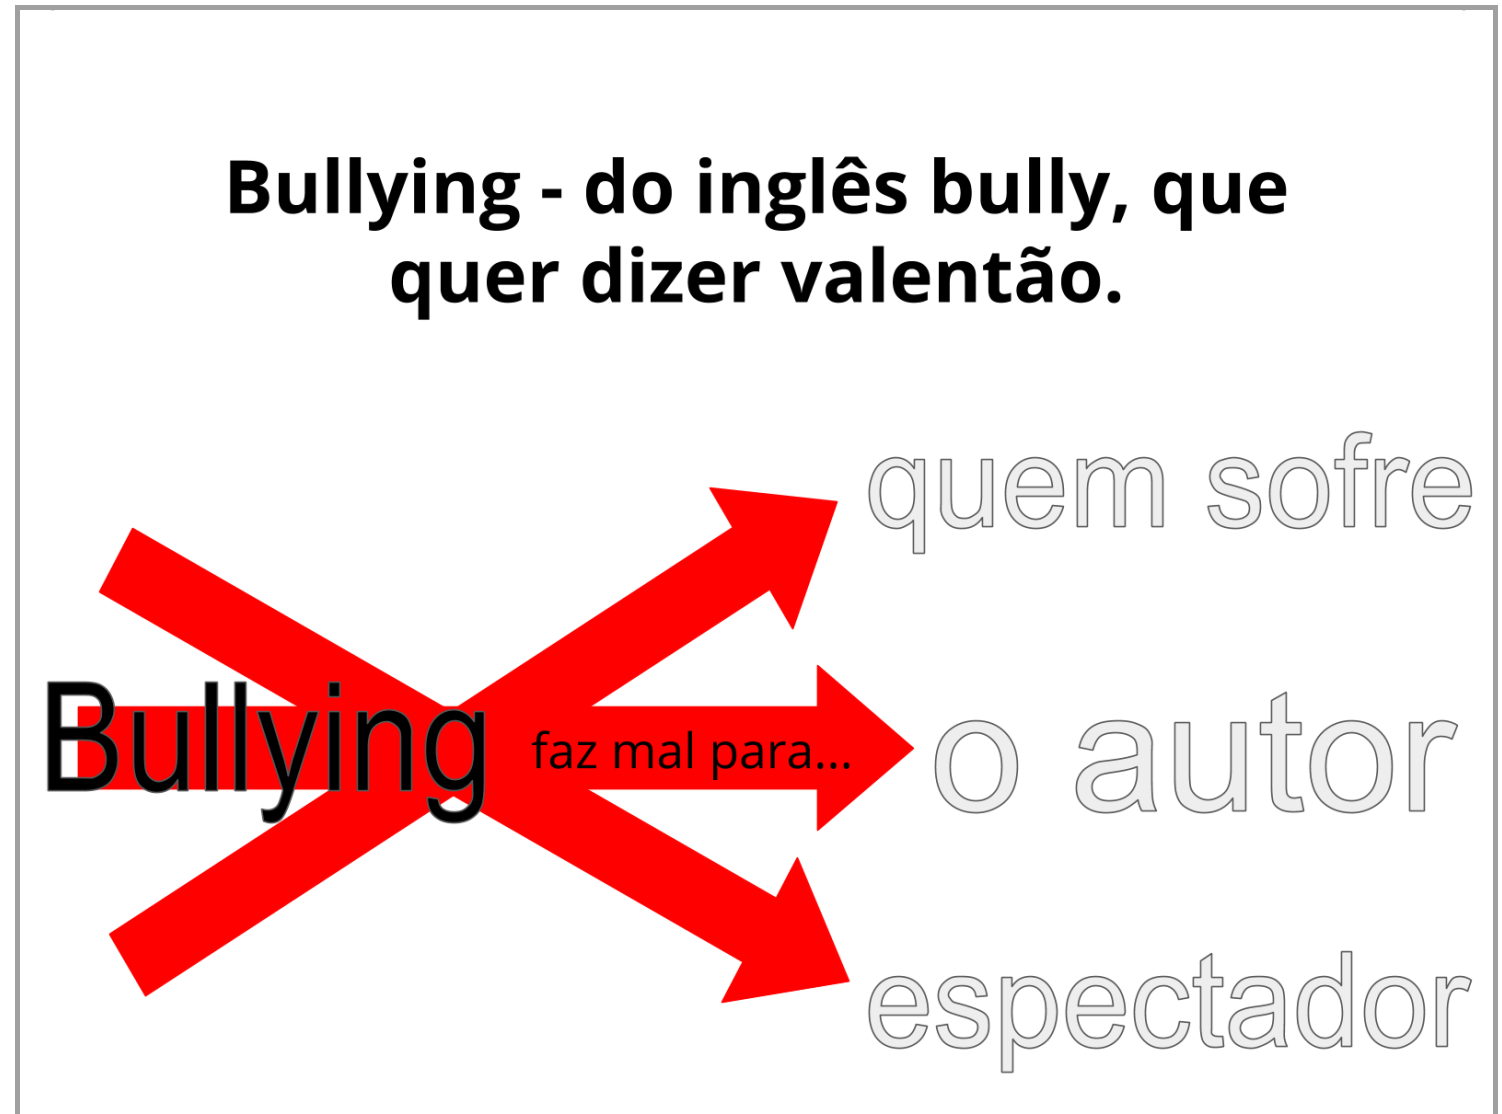 Bullying - do inglês bully, que
quer dizer valentão.
quem sofre
Bullying
faz mal para...
o autor
espectador